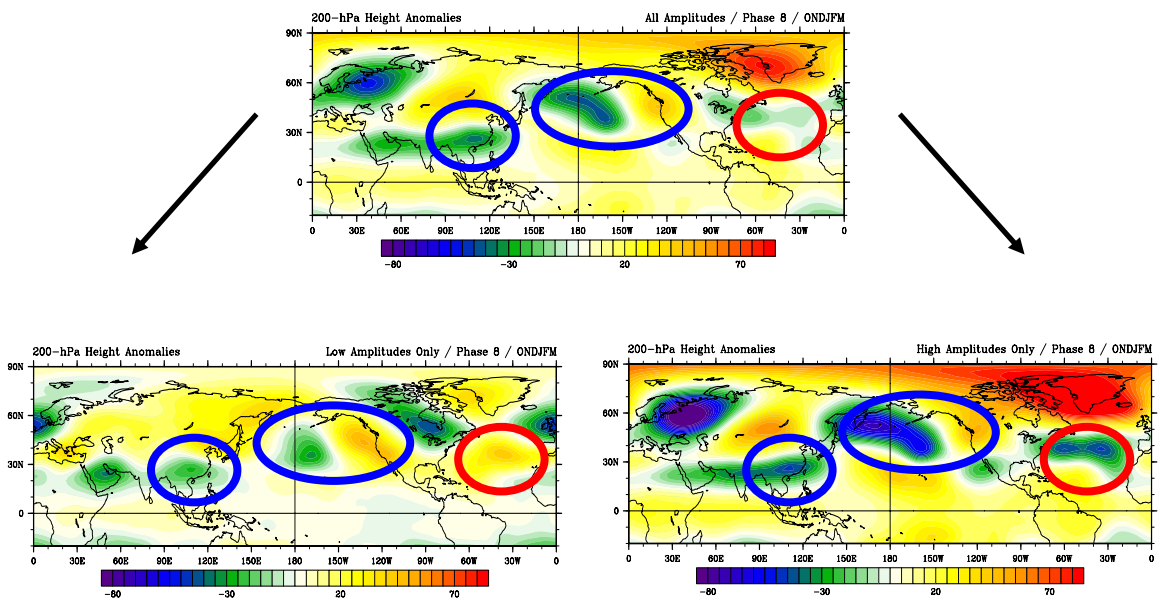 200-hPa Height Anomalies All Amplitudes / Phase 8 / ONDJFM
90N
60N
30N
0
0 30E 60E 90E 120E 150E 180 150W 120W 90W 60W 30W 0
-80 -30 20 70
200-hPa Height Anomalies Low Amplitudes Only / Phase 8 / ONDJFM
90N
60N
30N
0
0 30E 60E 90E 120E 150E 180 150W 120W 90W 60W 30W 0
-80 -30 20 70
200-hPa Height Anomalies High Amplitudes Only / Phase 8 / ONDJFM
90N
60N
30N
0
0 30E 60E 90E 120E 150E 180 150W 120W 90W 60W 30W 0
-80 -30 20 70